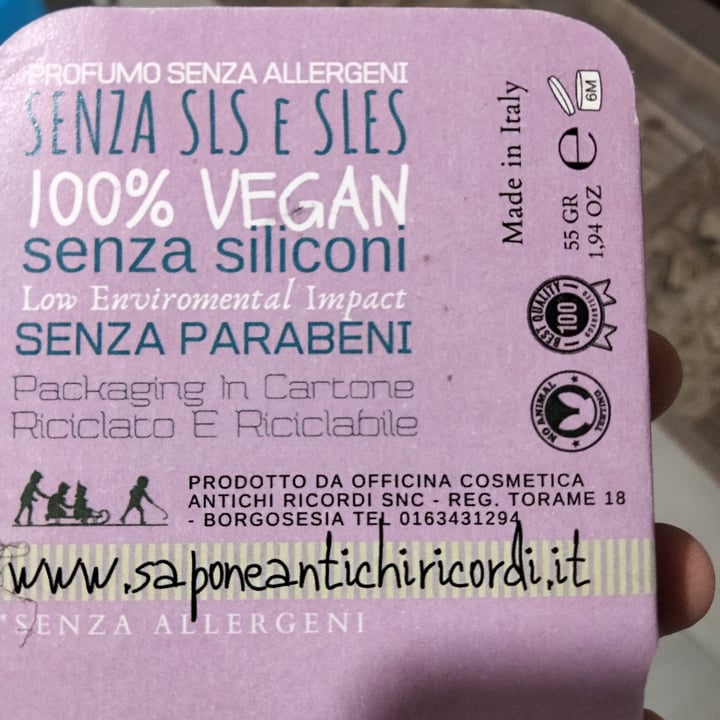 PROFUMO SENZA ALLERGENI
SENZA SLS E SLES
100% VEGAN
senza siliconi
Low Enviromental Impact
SENZA PARABENI
Packaging In Cartone
Riciclato E Riciclabile
PRODOTTO DA OFFICINA COSMETICA
ANTICHI RICORDI SNC - REG. TORAME 18
- BORGOSESIA TEL 0163431294
www.saponeantichiricordi.it
*SENZA ALLERGENI
Made in Italy
6M
e
55 GR
1,94 OZ
BEST QUALITY
100
NO ANIMAL
TESTING